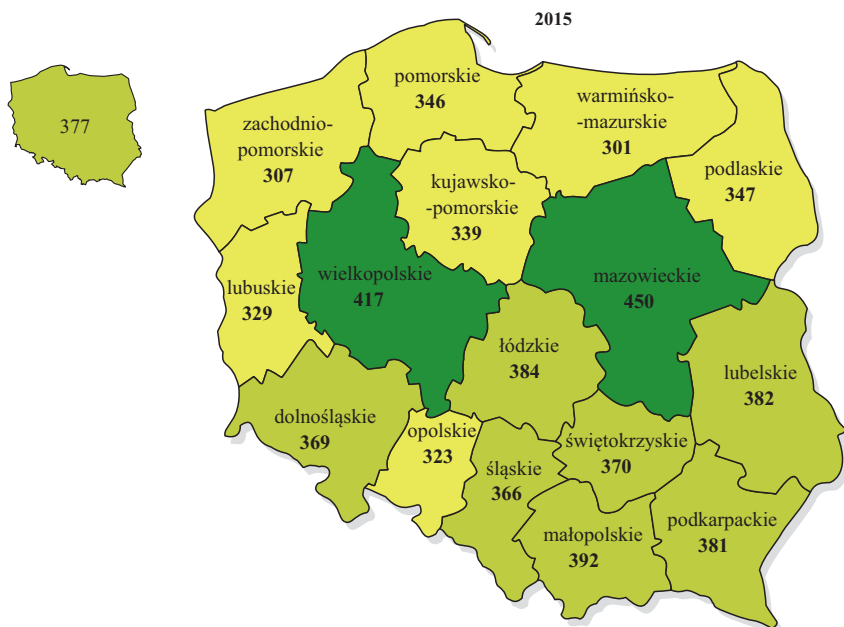 2015
377
pomorskie
346
warmińsko-
-mazurskie
301
zachodnio-
pomorskie
307
podlaskie
347
kujawsko-
-pomorskie
339
wielkopolskie
417
mazowieckie
450
lubuskie
329
łódzkie
384
lubelskie
382
dolnośląskie
369
opolskie
323
śląskie
366
świętokrzyskie
370
małopolskie
392
podkarpackie
381